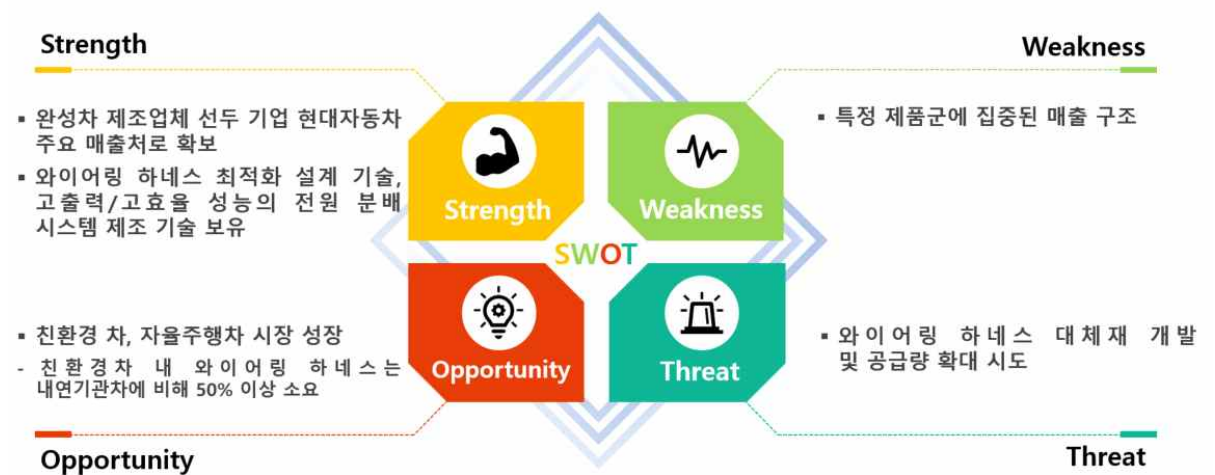 Strength
▪ 완성차 제조업체 선두 기업 현대자동차
주요 매출처로 확보
▪ 와이어링 하네스 최적화 설계 기술,
고출력/고효율 성능의 전원 분배
시스템 제조 기술 보유
Weakness
▪ 특정 제품군에 집중된 매출 구조
Strength
Weakness
SWOT
Opportunity
Threat
▪ 친환경 차, 자율주행차 시장 성장
- 친환경차 내 와이어링 하네스는
내연기관차에 비해 50% 이상 소요
Opportunity
▪ 와이어링 하네스 대체재 개발
및 공급량 확대 시도
Threat